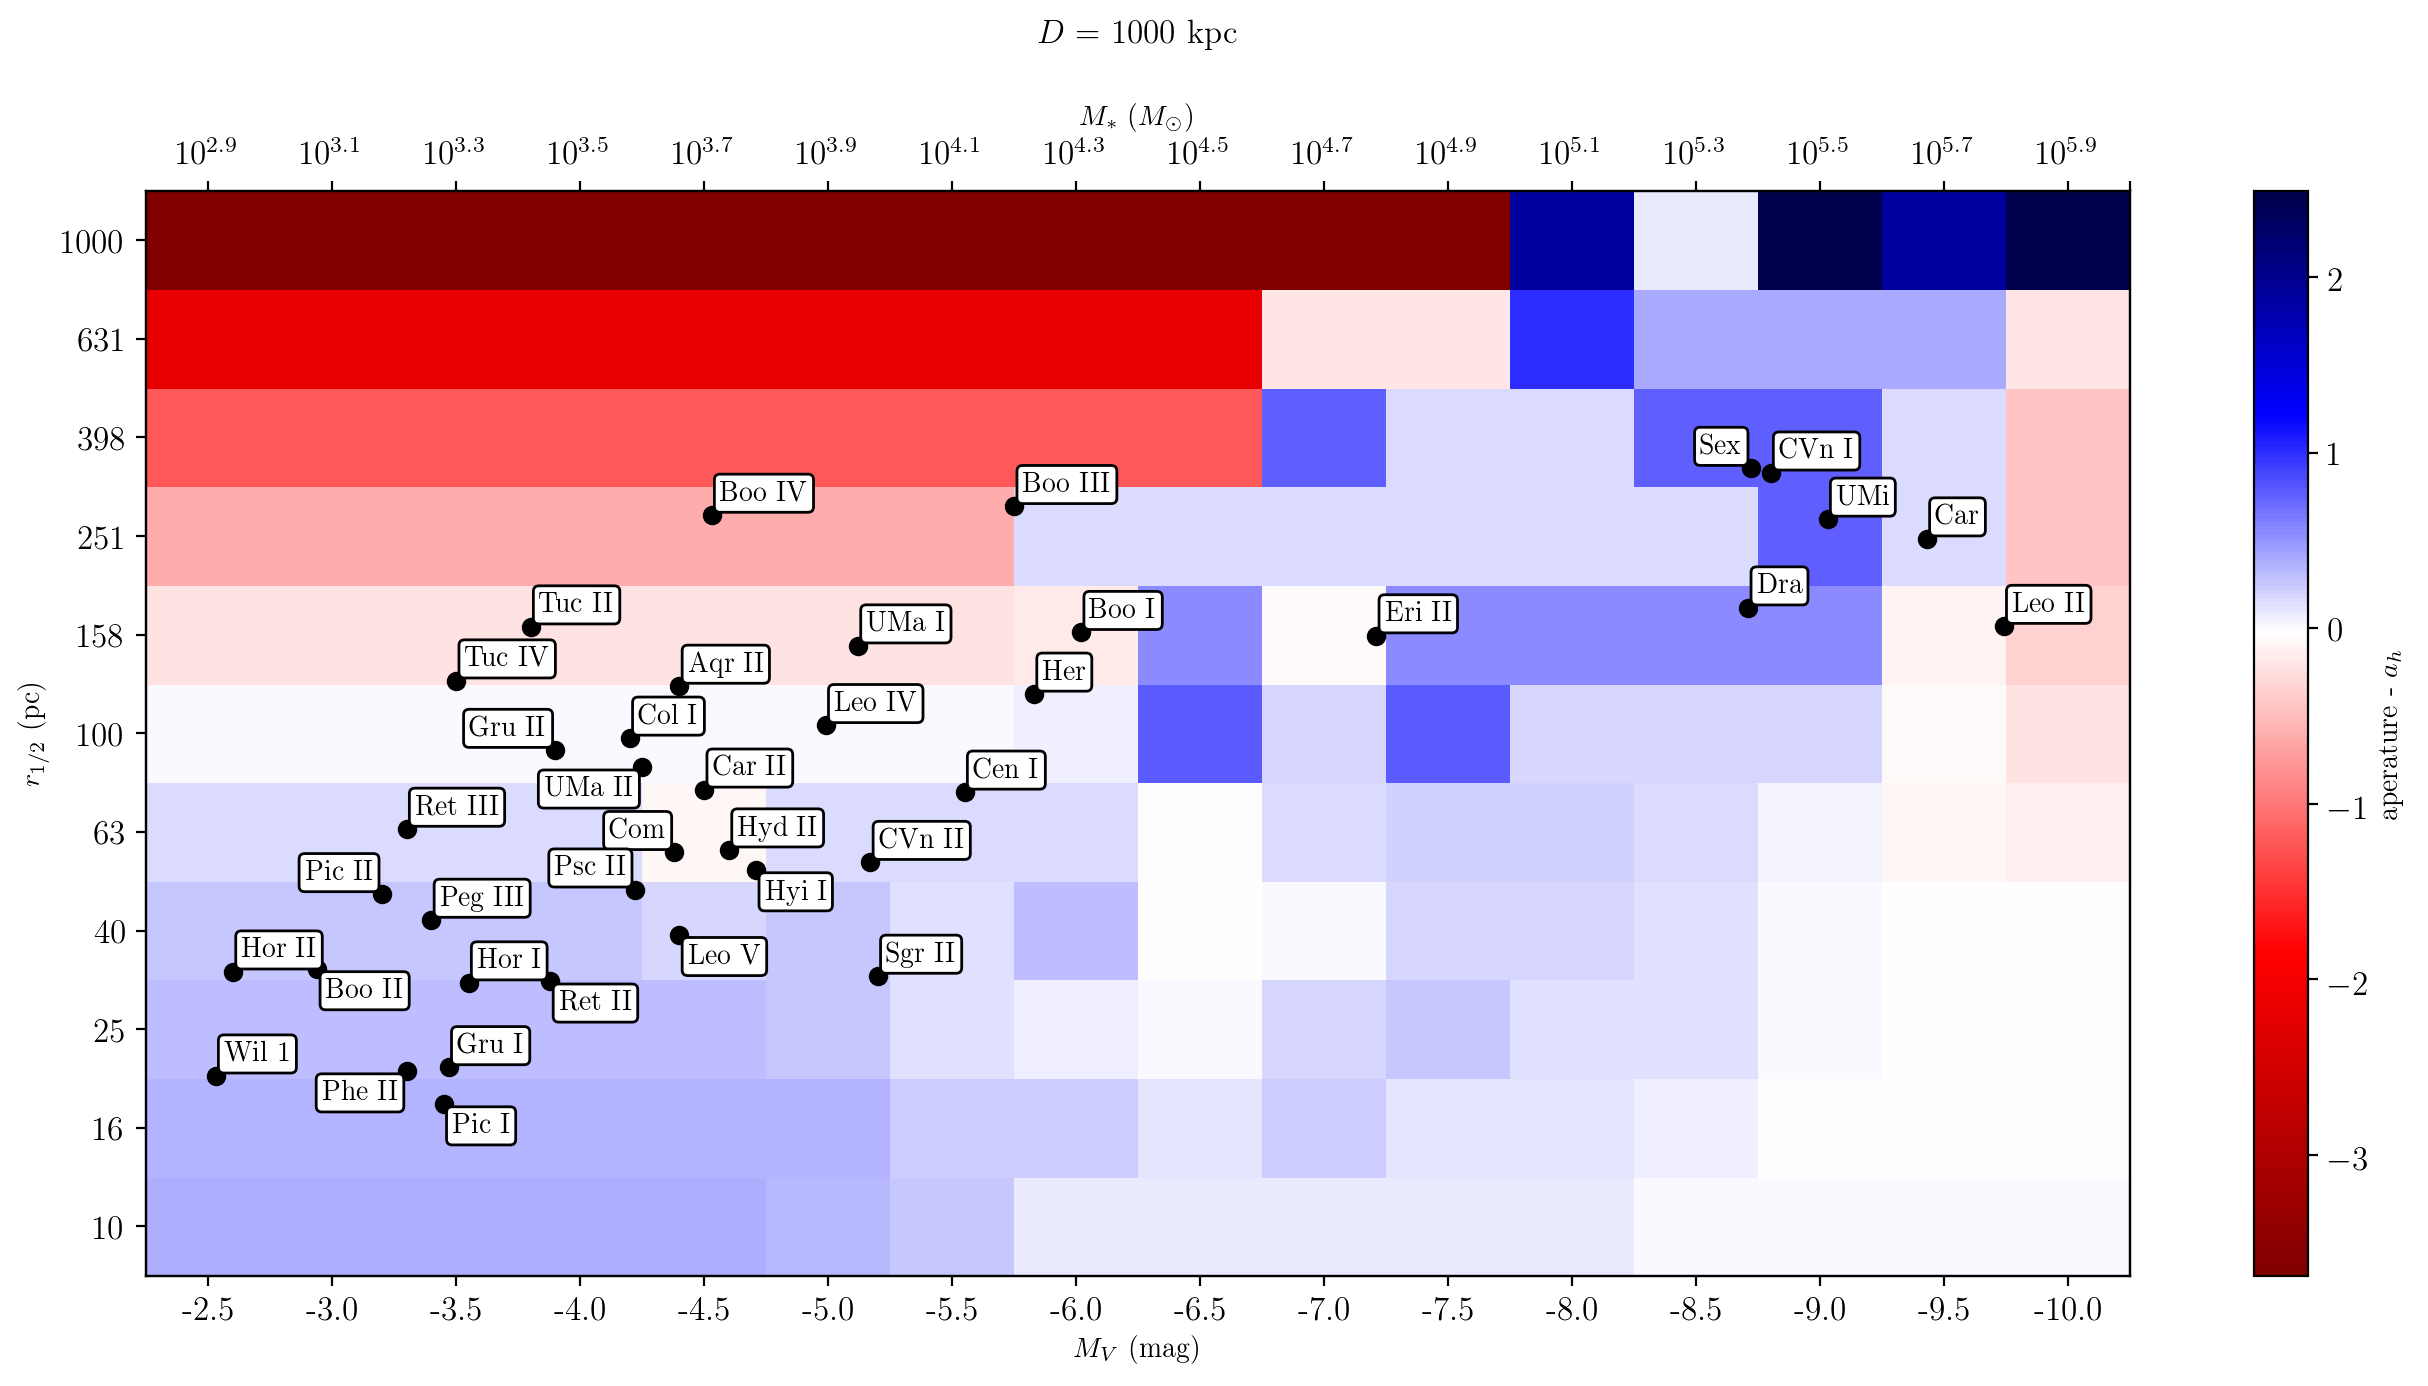 D = 1000 kpc
M* (M⊙)
10^2.9 10^3.1 10^3.3 10^3.5 10^3.7 10^3.9 10^4.1 10^4.3 10^4.5 10^4.7 10^4.9 10^5.1 10^5.3 10^5.5 10^5.7 10^5.9
1000
631
398
251
158
100
63
40
25
16
10
r1/2 (pc)
Sex
CVn I
Boo IV
Boo III
UMi
Car
Dra
Tuc II
UMa I
Boo I
Eri II
Leo II
Tuc IV
Aqr II
Her
Gru II
Col I
Leo IV
UMa II
Car II
Cen I
Ret III
Com
Hyd II
CVn II
Pic II
Psc II
Peg III
Hyi I
Hor II
Hor I
Leo V
Sgr II
Boo II
Ret II
Wil 1
Gru I
Phe II
Pic I
-2.5 -3.0 -3.5 -4.0 -4.5 -5.0 -5.5 -6.0 -6.5 -7.0 -7.5 -8.0 -8.5 -9.0 -9.5 -10.0
MV (mag)
2
1
0
−1
−2
−3
aperature - ah